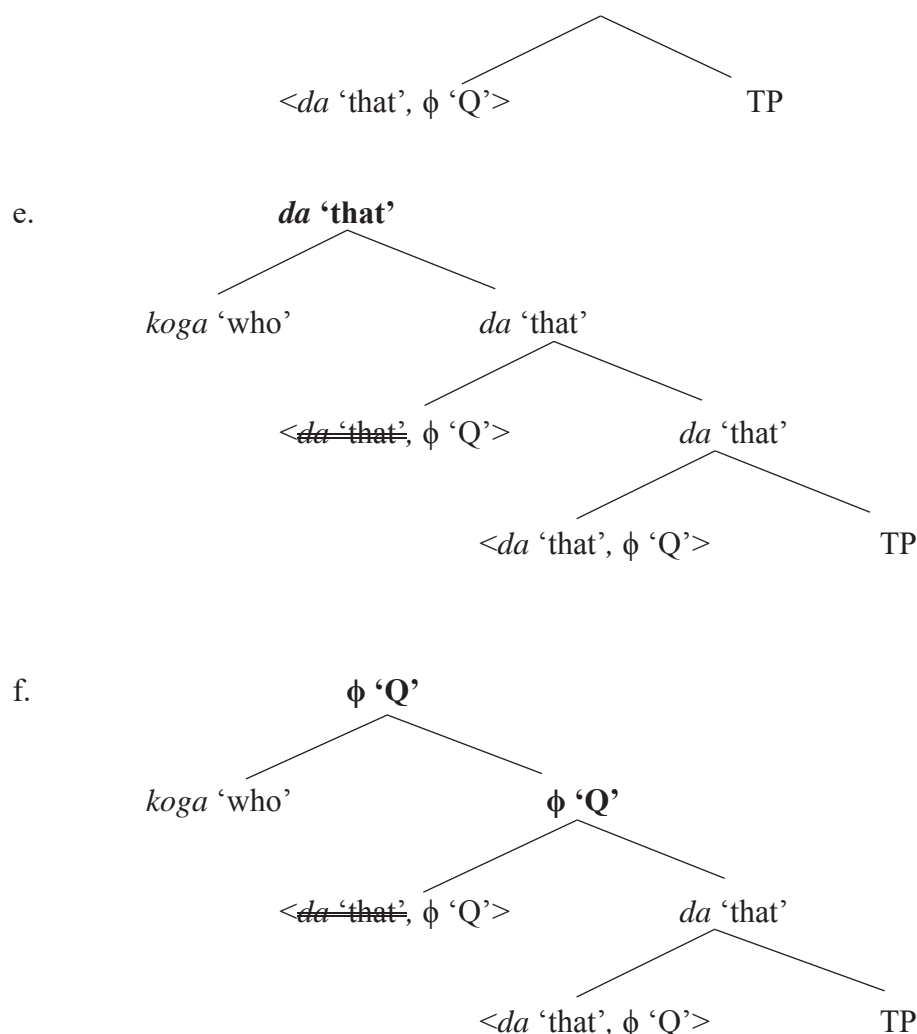 <da ‘that’, ϕ ‘Q’> TP
e. da ‘that’
koga ‘who’ da ‘that’
<da ‘that’, ϕ ‘Q’> da ‘that’
<da ‘that’, ϕ ‘Q’> TP
f. ϕ ‘Q’
koga ‘who’ ϕ ‘Q’
<da ‘that’, ϕ ‘Q’> da ‘that’
<da ‘that’, ϕ ‘Q’> TP